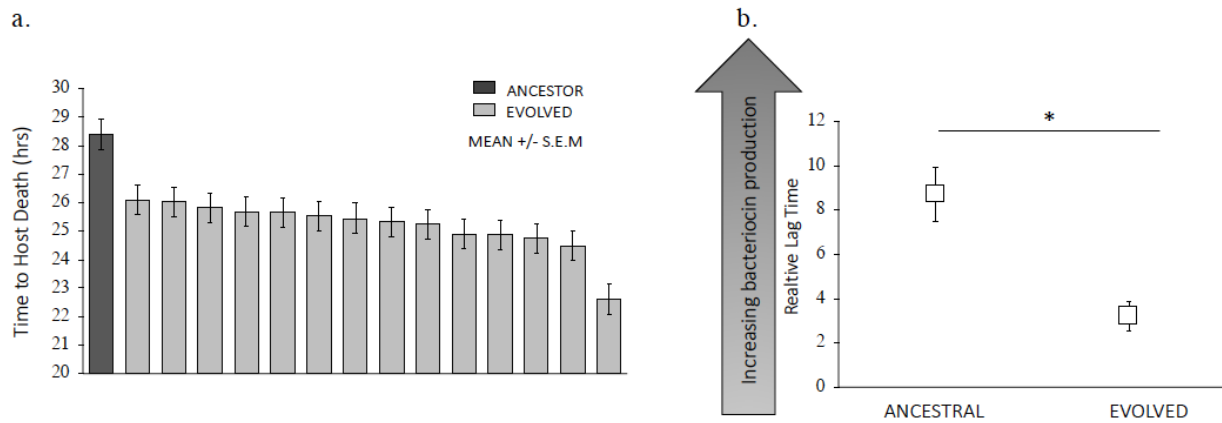 a.
Time to Host Death (hrs)
30
29
28
27
26
25
24
23
22
21
20
ANCESTOR
EVOLVED
MEAN +/- S.E.M
b.
Increasing bacteriocin production
Realtive Lag Time
12
10
8
6
4
2
0
*
ANCESTRAL
EVOLVED